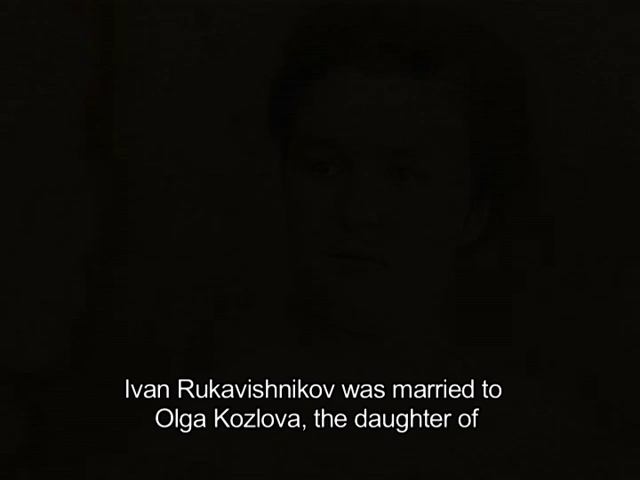 Ivan Rukavishnikov was married to
Olga Kozlova, the daughter of